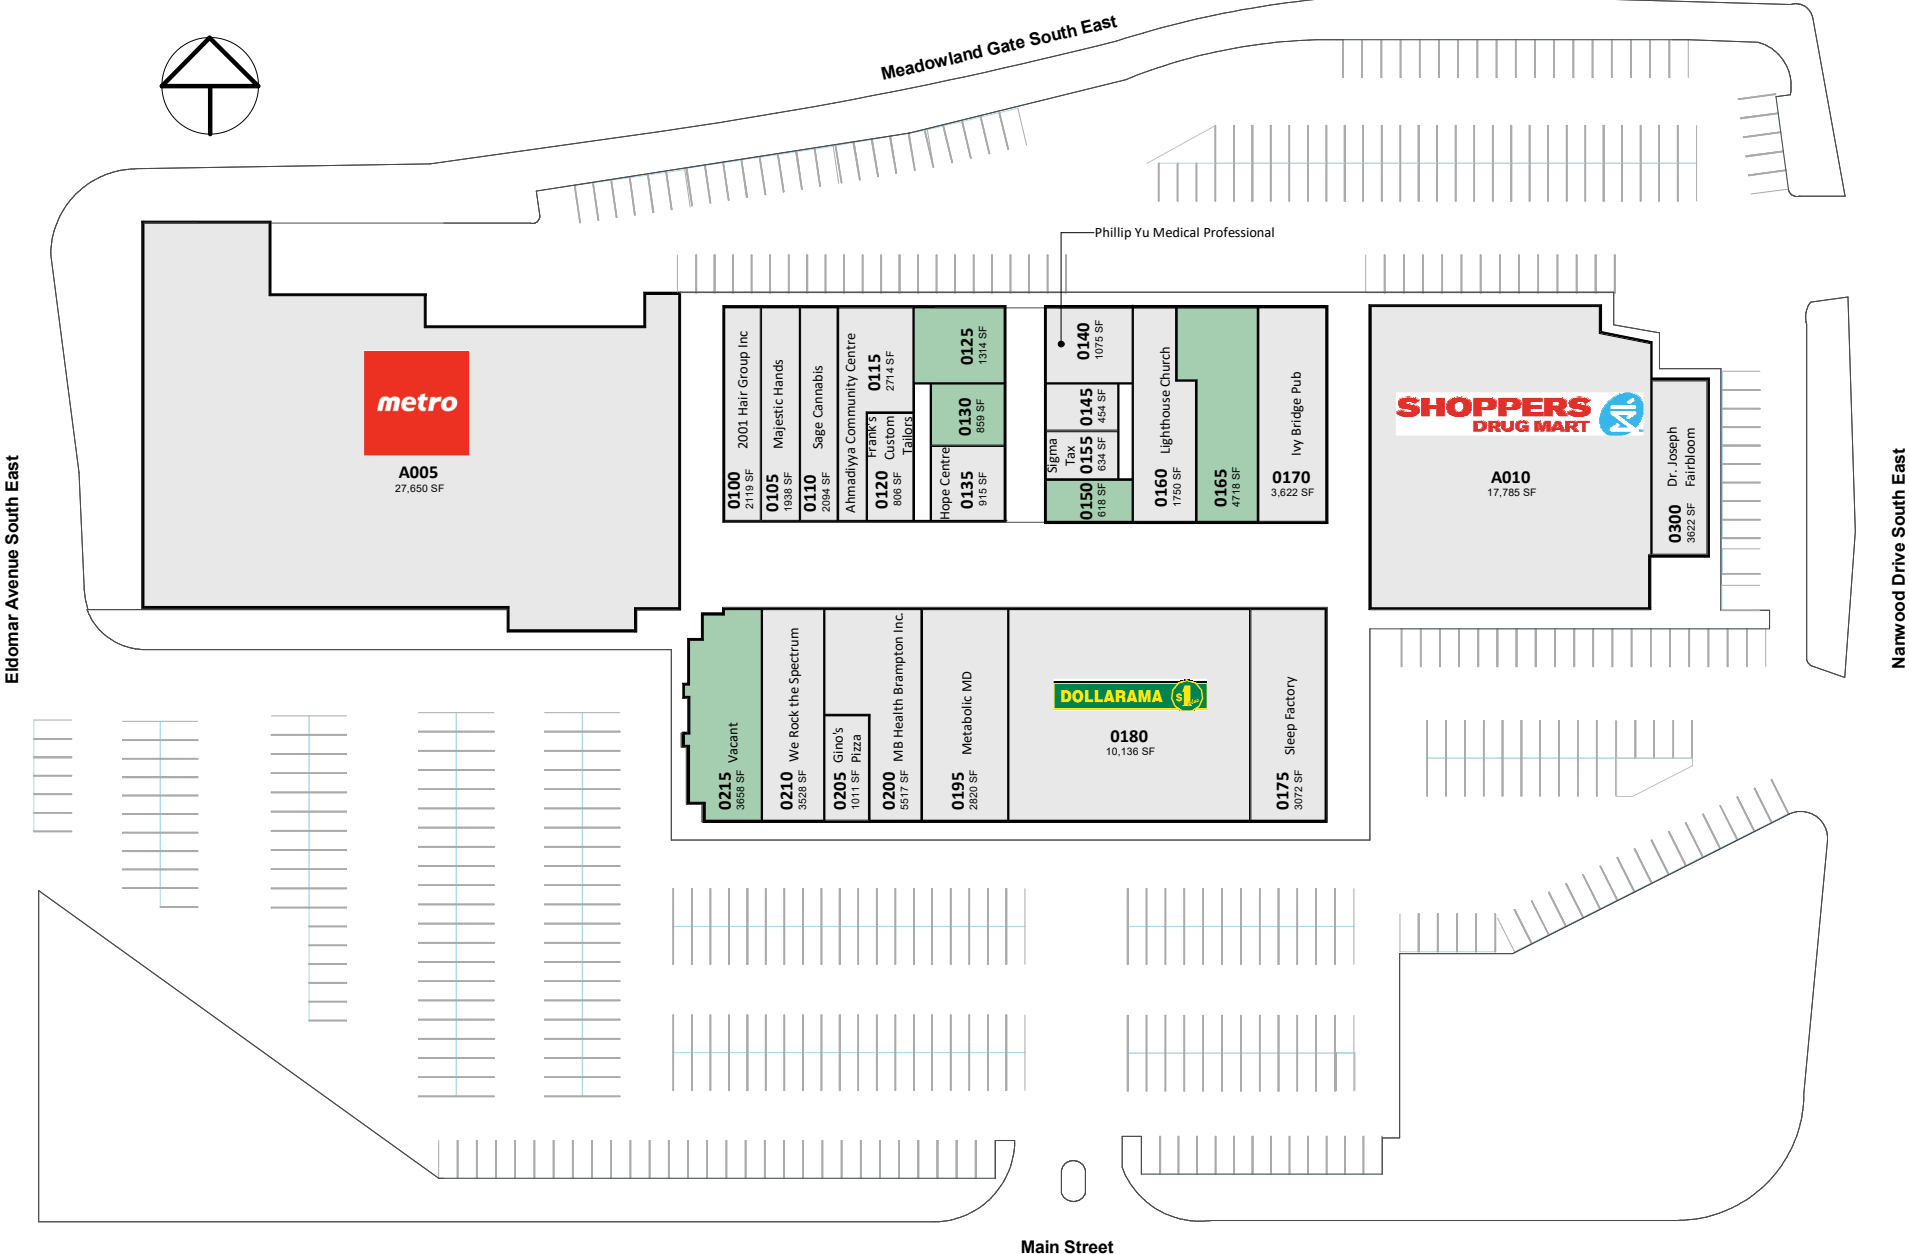 Meadowland Gate South East
Phillip Yu Medical Professional
Eldomar Avenue South East
Nanwood Drive South East
metro
A005
27,650 SF
0100 2001 Hair Group Inc
2119 SF
0105 Majestic Hands
1938 SF
0110 Sage Cannabis
2094 SF
Ahmadiyya Community Centre
0115
2714 SF
Frank's
Custom
Tailors
0120
806 SF
0125
1314 SF
0130
859 SF
Hope Centre
0135
915 SF
0140
1075 SF
0145
454 SF
Sigma
Tax
0155
634 SF
0150
618 SF
Lighthouse Church
0160
1750 SF
0165
4718 SF
Ivy Bridge Pub
0170
3,622 SF
SHOPPERS
DRUG MART
A010
17,785 SF
Dr. Joseph
Fairbloom
0300
3622 SF
0215 Vacant
3658 SF
0210 We Rock the Spectrum
3528 SF
Gino's
Pizza
0205
1011 SF
0200 MB Health Brampton Inc.
5517 SF
0195 Metabolic MD
2820 SF
DOLLARAMA $1
0180
10,136 SF
0175 Sleep Factory
3072 SF
Main Street